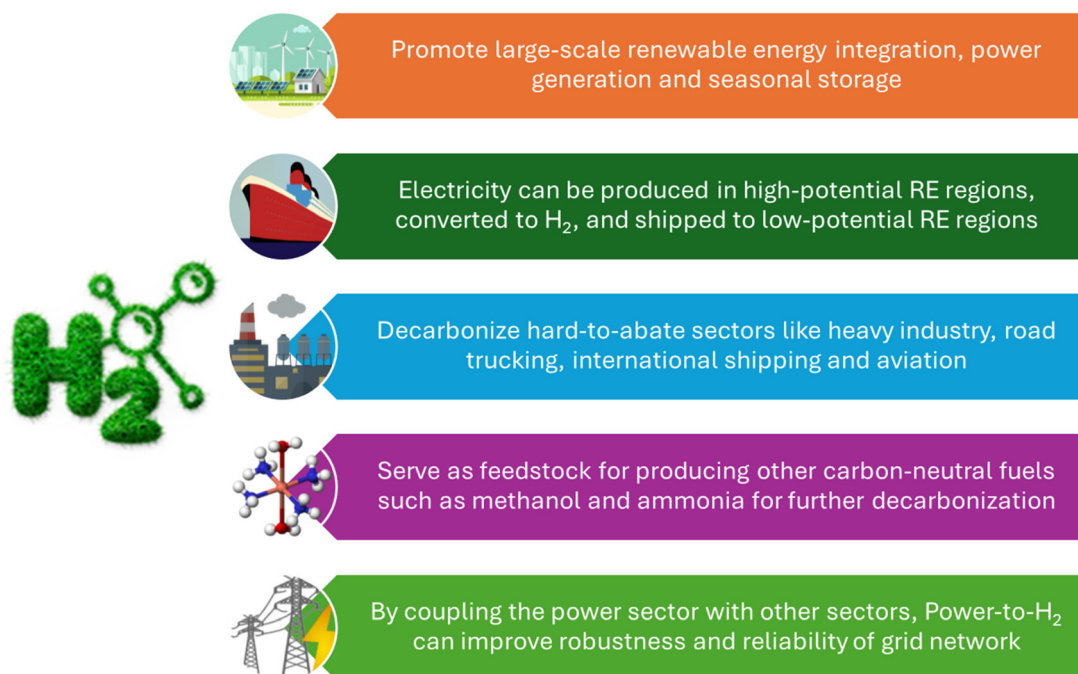 Promote large-scale renewable energy integration, power
generation and seasonal storage
Electricity can be produced in high-potential RE regions,
converted to H₂, and shipped to low-potential RE regions
H₂
Decarbonize hard-to-abate sectors like heavy industry, road
trucking, international shipping and aviation
Serve as feedstock for producing other carbon-neutral fuels
such as methanol and ammonia for further decarbonization
By coupling the power sector with other sectors, Power-to-H₂
can improve robustness and reliability of grid network